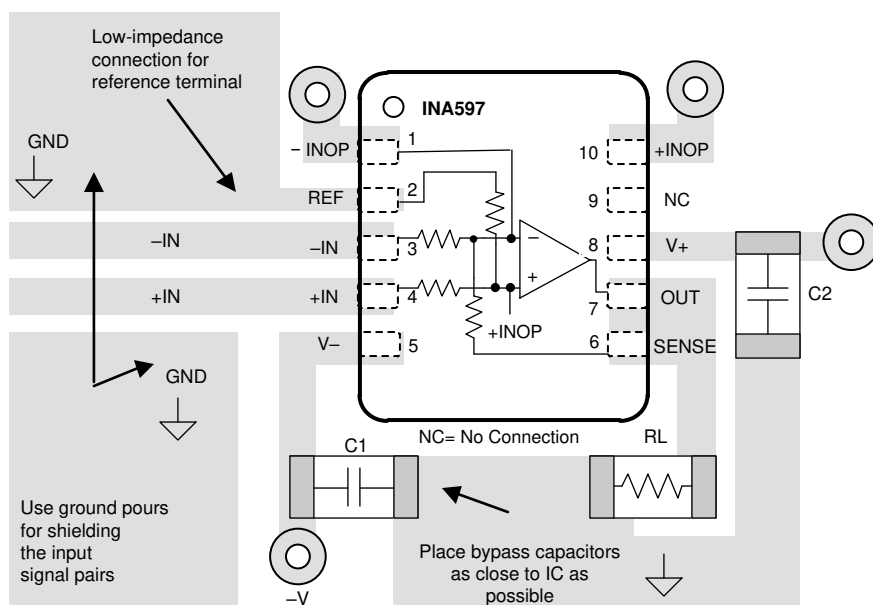 Low-impedance
connection for
reference terminal
GND
INA597
– INOP
1
10
+INOP
REF
2
9
NC
–IN
–IN
3
–
8
V+
+IN
+IN
4
+
7
OUT
C2
+INOP
V–
5
6
SENSE
GND
NC= No Connection
C1
RL
Use ground pours
for shielding
the input
signal pairs
Place bypass capacitors
as close to IC as
possible
–V